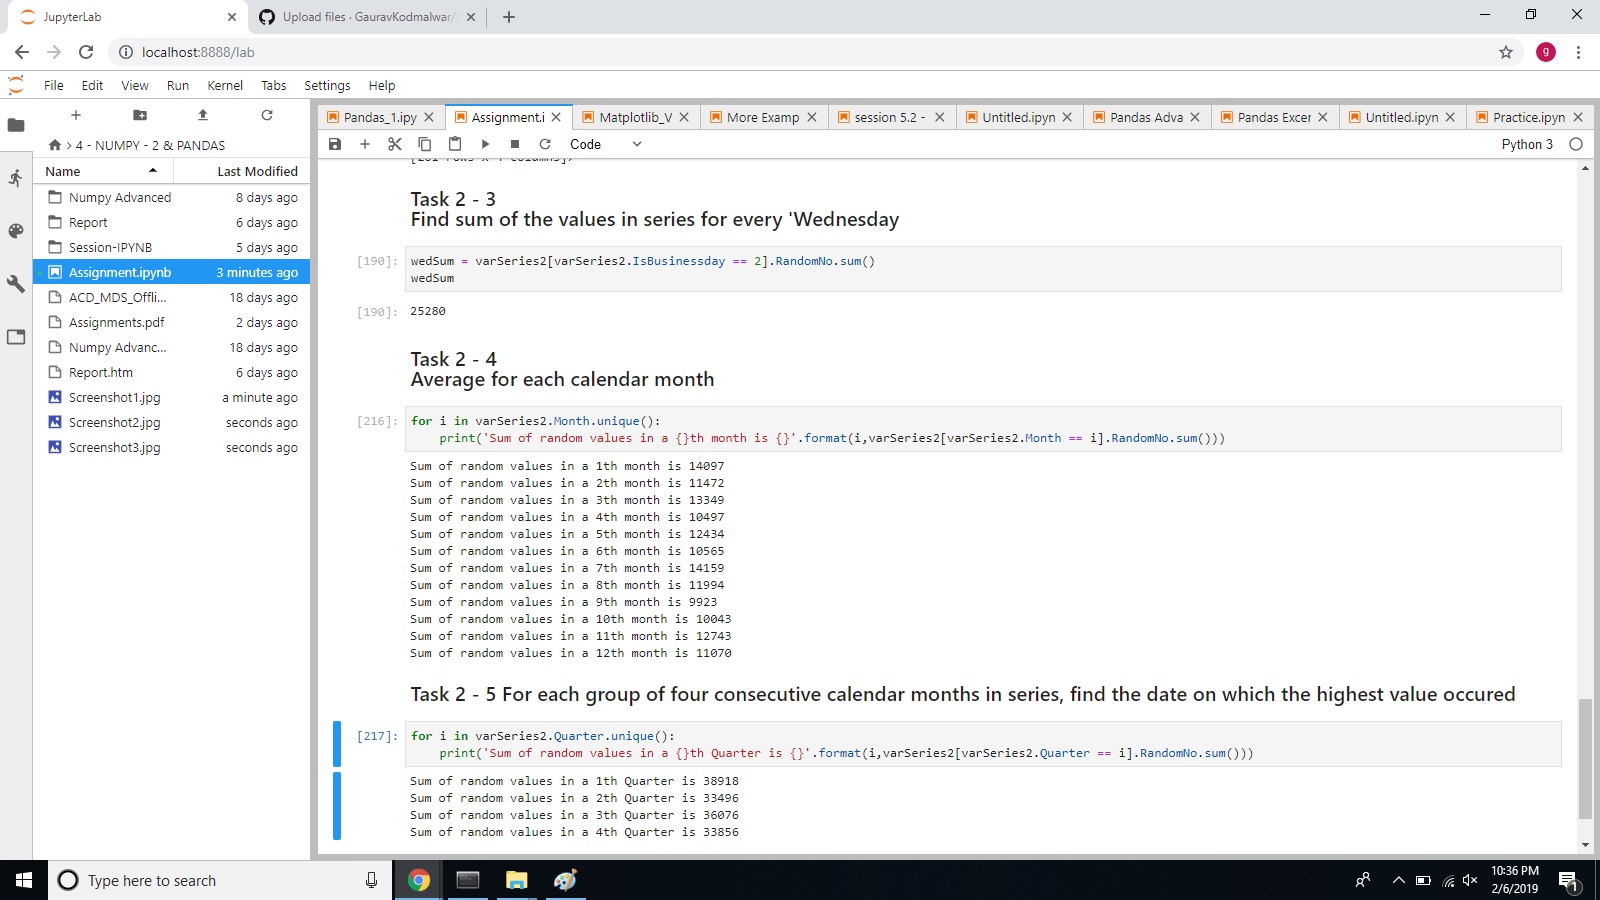 JupyterLab
Upload files · GauravKodmalwar/
localhost:8888/lab
g
File Edit View Run Kernel Tabs Settings Help
Pandas_1.ipy
Assignment.i
Matplotlib_V
More Examp
session 5.2 -
Untitled.ipyn
Pandas Adva
Pandas Excer
Untitled.ipyn
Practice.ipyn
Code
Python 3
4 - NUMPY - 2 & PANDAS
Name Last Modified
Numpy Advanced 8 days ago
Report 6 days ago
Session-IPYNB 5 days ago
Assignment.ipynb 3 minutes ago
ACD_MDS_Offli... 18 days ago
Assignments.pdf 2 days ago
Numpy Advanc... 18 days ago
Report.htm 6 days ago
Screenshot1.jpg a minute ago
Screenshot2.jpg seconds ago
Screenshot3.jpg seconds ago
Task 2 - 3
Find sum of the values in series for every 'Wednesday
[190]: wedSum = varSeries2[varSeries2.IsBusinessday == 2].RandomNo.sum()
wedSum
[190]: 25280
Task 2 - 4
Average for each calendar month
[216]: for i in varSeries2.Month.unique():
print('Sum of random values in a {}th month is {}'.format(i,varSeries2[varSeries2.Month == i].RandomNo.sum()))
Sum of random values in a 1th month is 14097
Sum of random values in a 2th month is 11472
Sum of random values in a 3th month is 13349
Sum of random values in a 4th month is 10497
Sum of random values in a 5th month is 12434
Sum of random values in a 6th month is 10565
Sum of random values in a 7th month is 14159
Sum of random values in a 8th month is 11994
Sum of random values in a 9th month is 9923
Sum of random values in a 10th month is 10043
Sum of random values in a 11th month is 12743
Sum of random values in a 12th month is 11070
Task 2 - 5 For each group of four consecutive calendar months in series, find the date on which the highest value occured
[217]: for i in varSeries2.Quarter.unique():
print('Sum of random values in a {}th Quarter is {}'.format(i,varSeries2[varSeries2.Quarter == i].RandomNo.sum()))
Sum of random values in a 1th Quarter is 38918
Sum of random values in a 2th Quarter is 33496
Sum of random values in a 3th Quarter is 36076
Sum of random values in a 4th Quarter is 33856
Type here to search
10:36 PM
2/6/2019
1